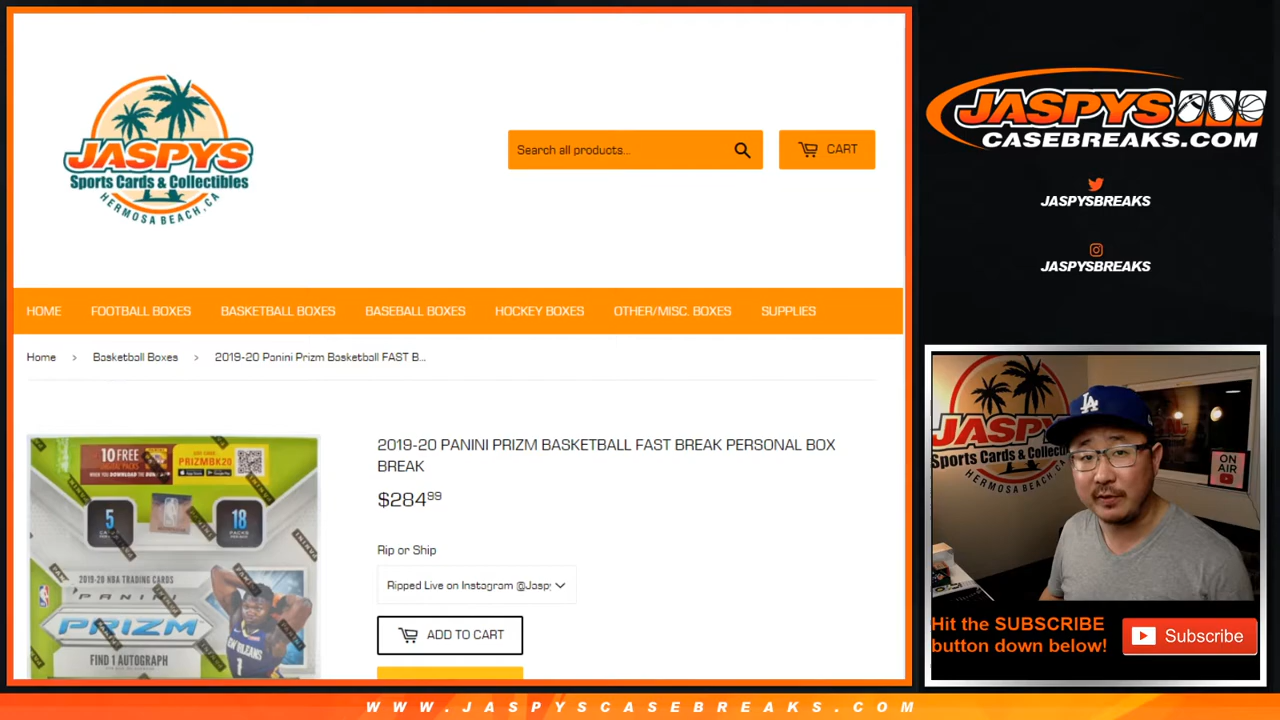 JASPYS
Sports Cards & Collectibles
HERMOSA BEACH, CA
Search all products...
CART
HOME
FOOTBALL BOXES
BASKETBALL BOXES
BASEBALL BOXES
HOCKEY BOXES
OTHER/MISC. BOXES
SUPPLIES
Home › Basketball Boxes › 2019-20 Panini Prizm Basketball FAST B...
10 FREE
PRIZMBK20
5
18
2019-20 NBA TRADING CARDS
PANINI
PRIZM
FIND 1 AUTOGRAPH
2019-20 PANINI PRIZM BASKETBALL FAST BREAK PERSONAL BOX
BREAK
$284.99
Rip or Ship
Ripped Live on Instagram @Jasp
ADD TO CART
JASPYS
CASEBREAKS.COM
JASPYSBREAKS
JASPYSBREAKS
LA
JASPYS
Sports Cards & Collec
HERMOSA BEACH, CA
ON
AIR
Hit the SUBSCRIBE
button down below!
Subscribe
WWW.JASPYSCASEBREAKS.COM